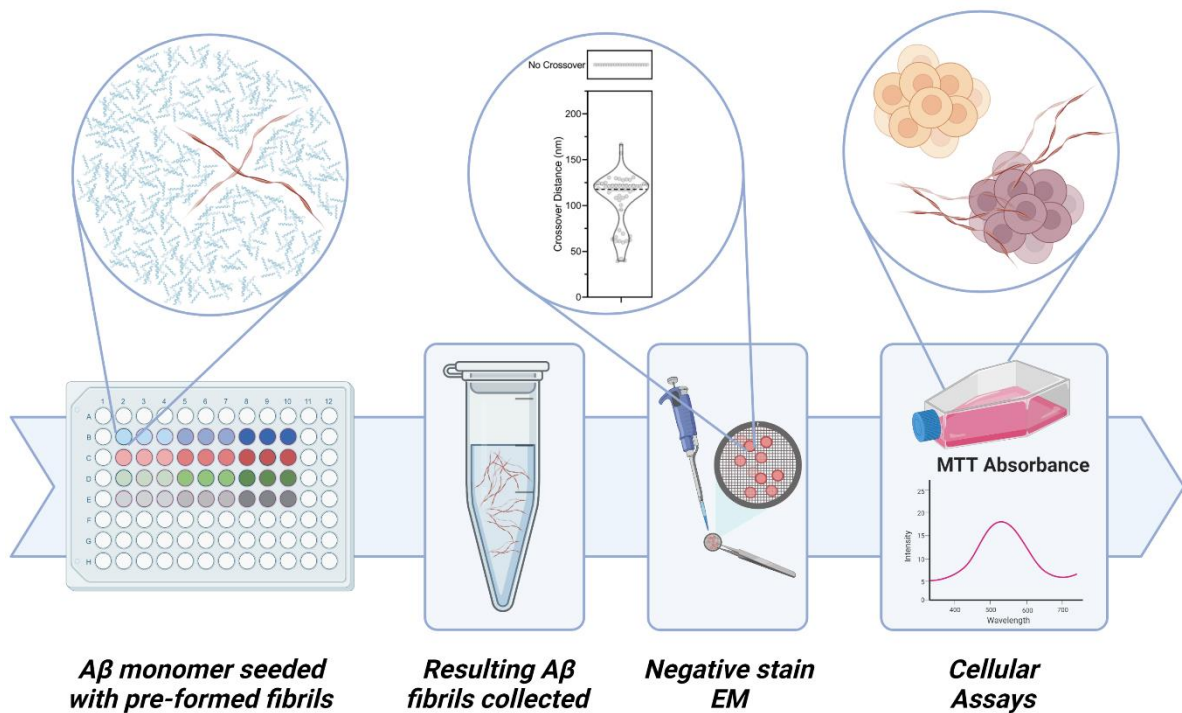 No Crossover
200
150
100
50
0
Crossover Distance (nm)
1 2 3 4 5 6 7 8 9 10 11 12
A
B
C
D
E
F
G
H
MTT Absorbance
25
20
15
10
5
0
Intensity
400 500 600 700
Wavelength
Aβ monomer seeded
with pre-formed fibrils
Resulting Aβ
fibrils collected
Negative stain
EM
Cellular
Assays